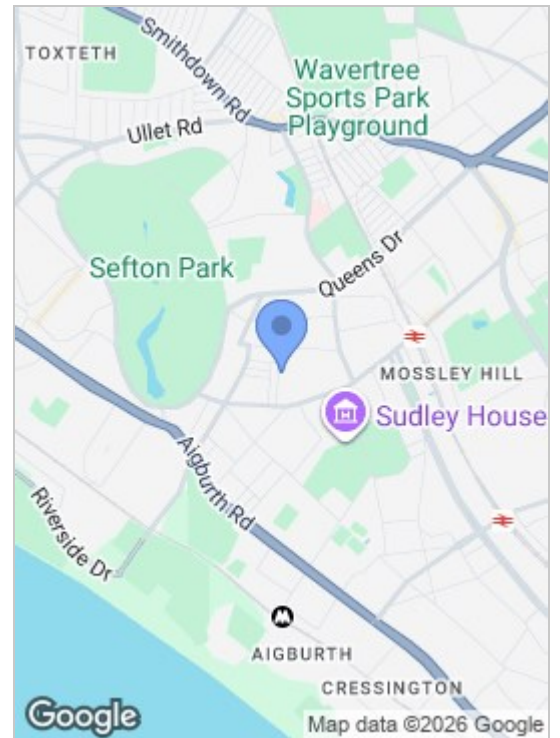 TOXTETH
Smithdown Rd
Wavertree
Sports Park
Playground
Ullet Rd
Sefton Park
Queens Dr
MOSSLEY HILL
Sudley House
Aigburth Rd
Riverside Dr
AIGBURTH
CRESSINGTON
Google
Map data ©2026 Google